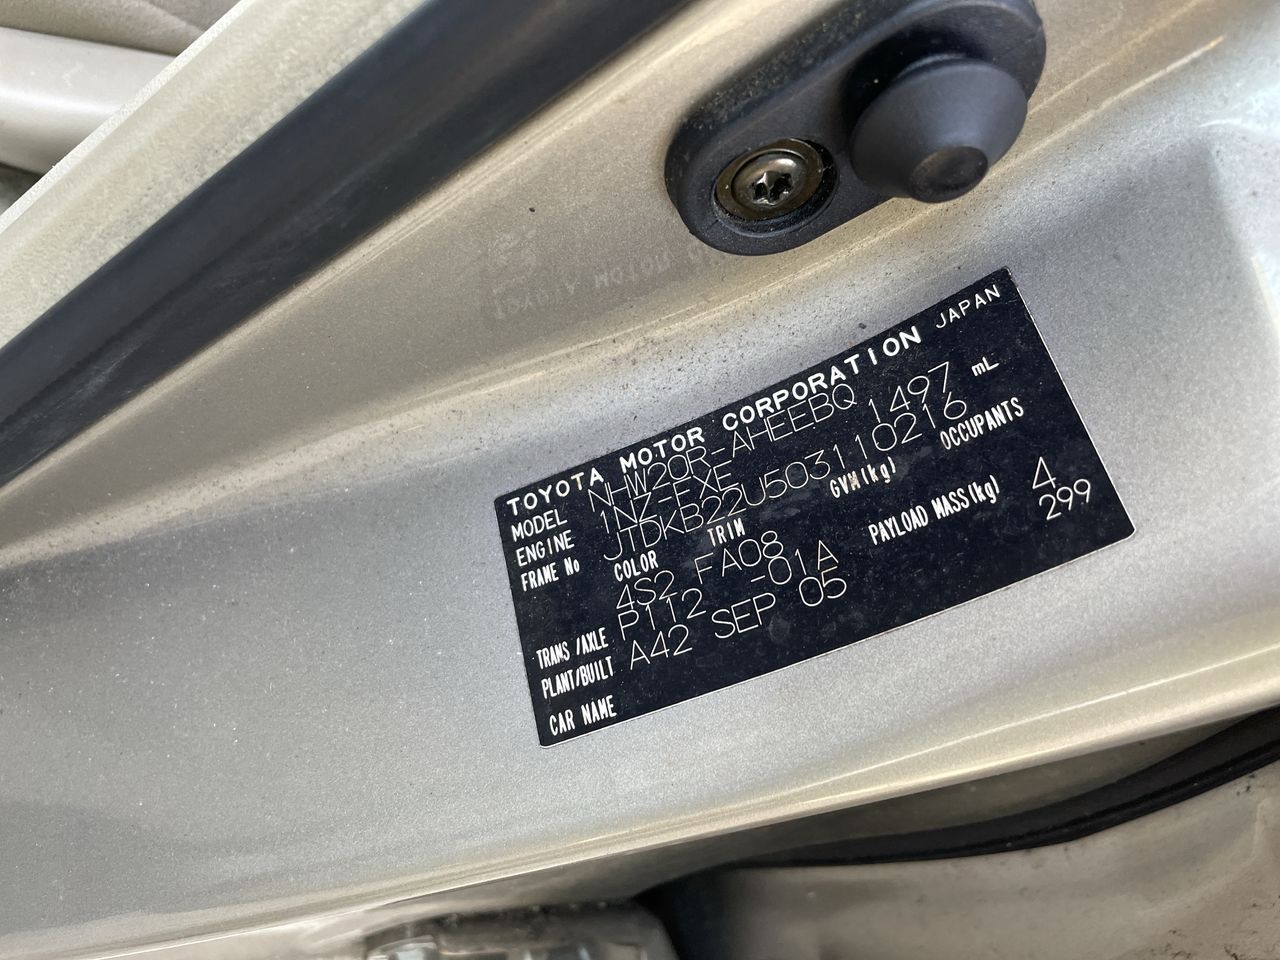 TOYOTA MOTOR CORPORATION JAPAN
MODEL NHW20R-AHEEBQ
ENGINE 1NZ-FXE 1497 mL
FRAME No JTDKB22U503110216
COLOR TRIM GVM(kg) OCCUPANTS
4S2 FA08 4
TRANS/AXLE P112 -01A PAYLOAD MASS(kg) 299
PLANT/BUILT A42 SEP 05
CAR NAME